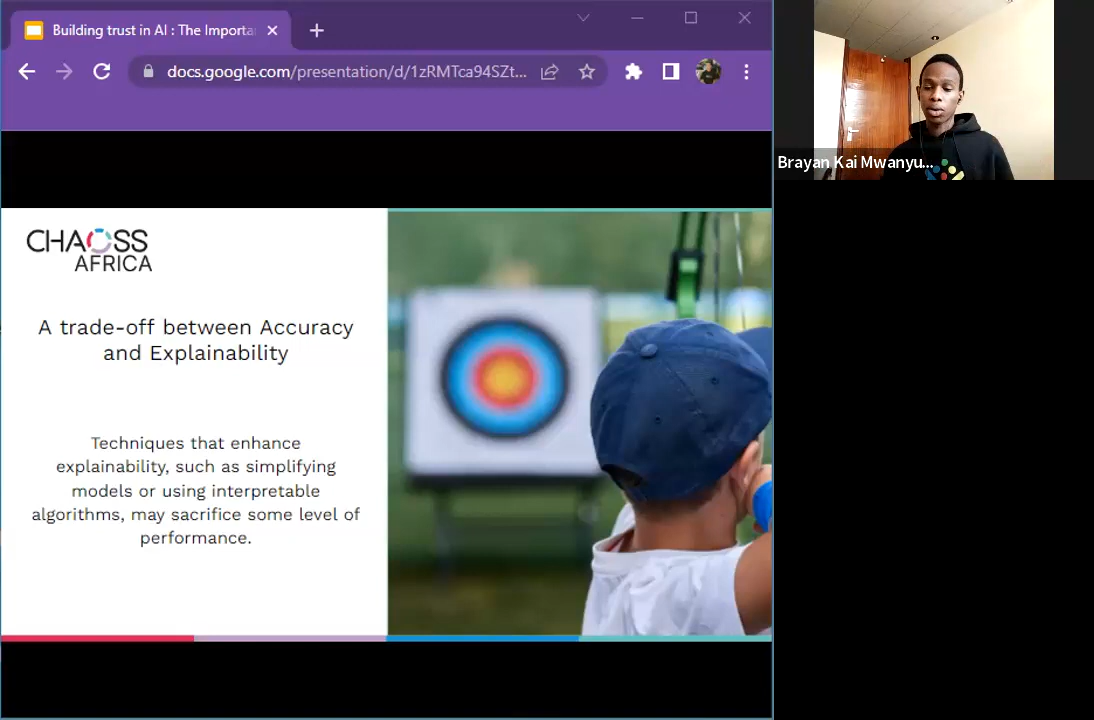 Building trust in AI : The Importa
docs.google.com/presentation/d/1zRMTca94SZt...
Brayan Kai Mwanyu...
CHAOSS
AFRICA
A trade-off between Accuracy
and Explainability
Techniques that enhance
explainability, such as simplifying
models or using interpretable
algorithms, may sacrifice some level of
performance.